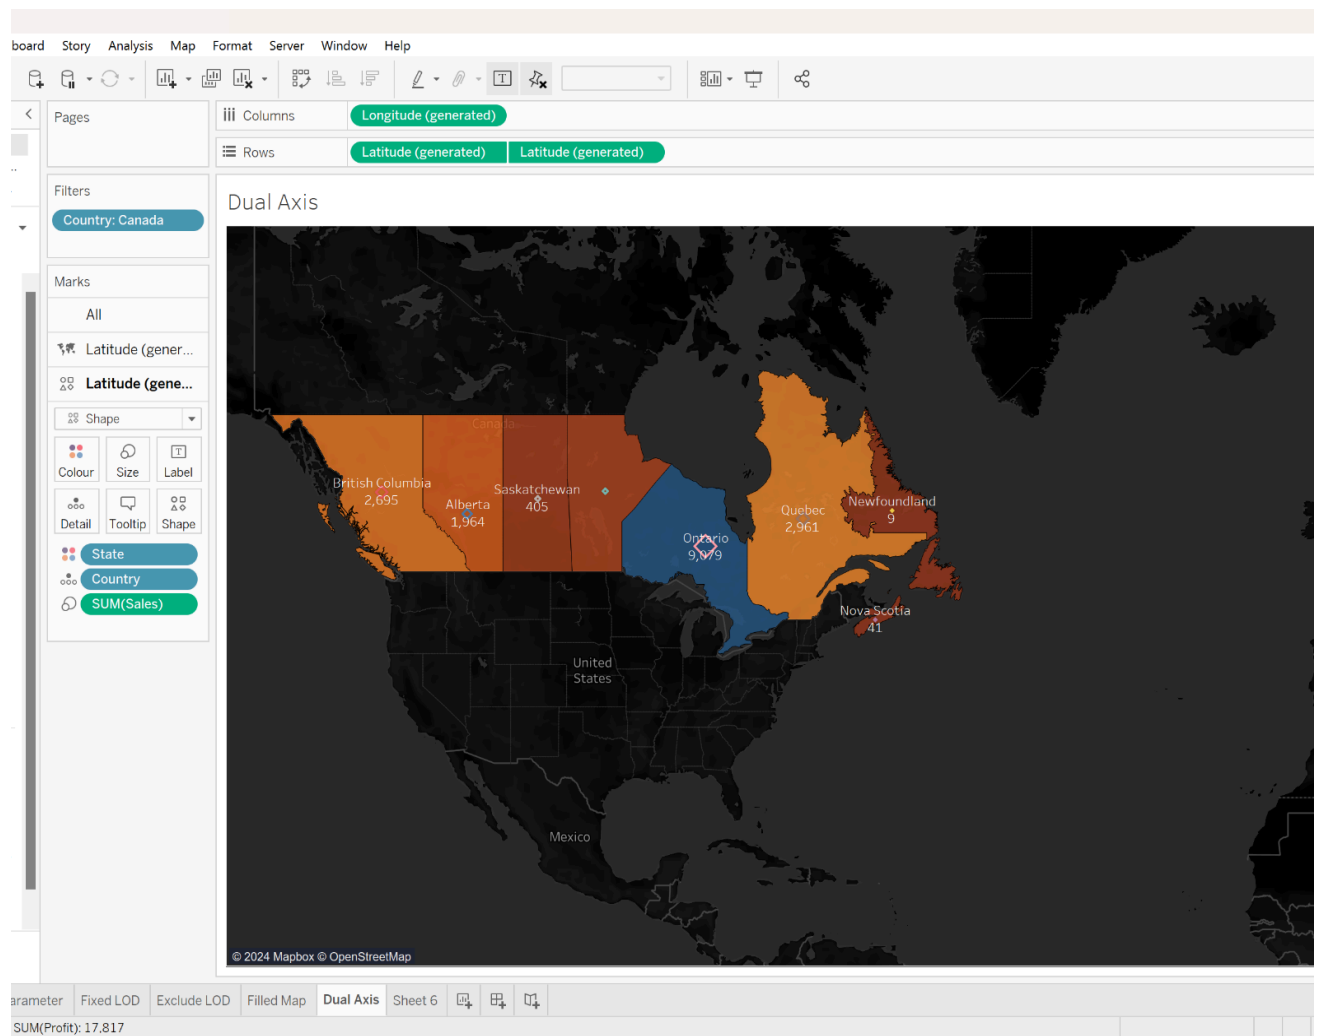 board Story Analysis Map Format Server Window Help
Pages
Columns
Longitude (generated)
Rows
Latitude (generated)
Latitude (generated)
Filters
Country: Canada
Marks
All
Latitude (gener...
Latitude (gene...
Shape
Colour
Size
Label
Detail
Tooltip
Shape
State
Country
SUM(Sales)
Dual Axis
Canada
British Columbia
2,695
Alberta
1,964
Saskatchewan
405
Ontario
9,079
Quebec
2,961
Newfoundland
9
Nova Scotia
41
United
States
Mexico
© 2024 Mapbox © OpenStreetMap
arameter
Fixed LOD
Exclude LOD
Filled Map
Dual Axis
Sheet 6
SUM(Profit): 17,817